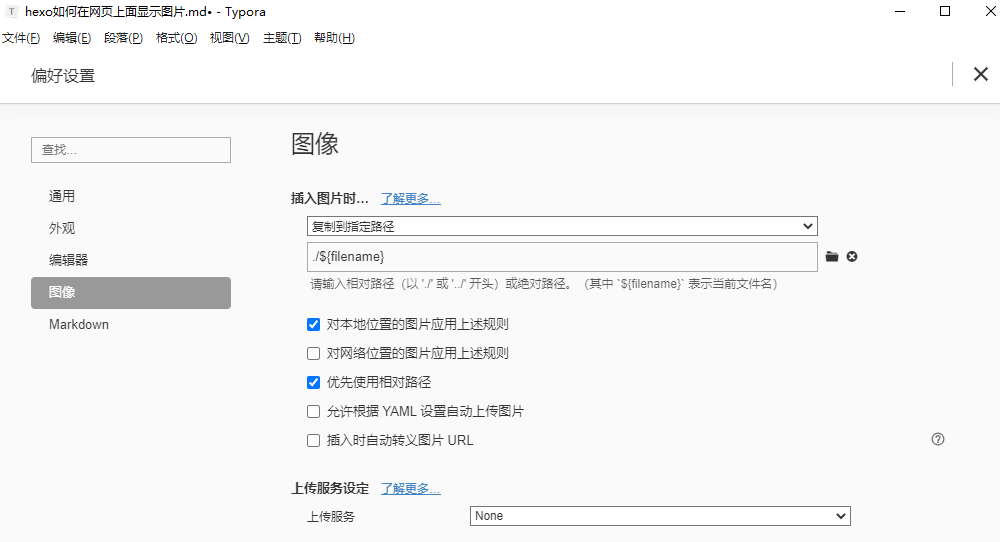 T hexo如何在网页上面显示图片.md• - Typora
文件(F) 编辑(E) 段落(P) 格式(O) 视图(V) 主题(T) 帮助(H)
偏好设置
查找...
通用
外观
编辑器
图像
Markdown
图像
插入图片时... 了解更多...
复制到指定路径
./${filename}
请输入相对路径（以 './' 或 '../' 开头）或绝对路径。（其中 `${filename}` 表示当前文件名）
对本地位置的图片应用上述规则
对网络位置的图片应用上述规则
优先使用相对路径
允许根据 YAML 设置自动上传图片
插入时自动转义图片 URL
?
上传服务设定 了解更多...
上传服务 None